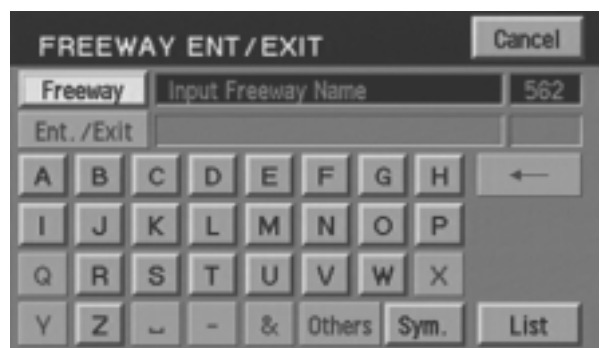 FREEWAY ENT/EXIT Cancel
Freeway Input Freeway Name 562
Ent./Exit
A B C D E F G H ←
I J K L M N O P
Q R S T U V W X
Y Z ␣ - & Others Sym. List